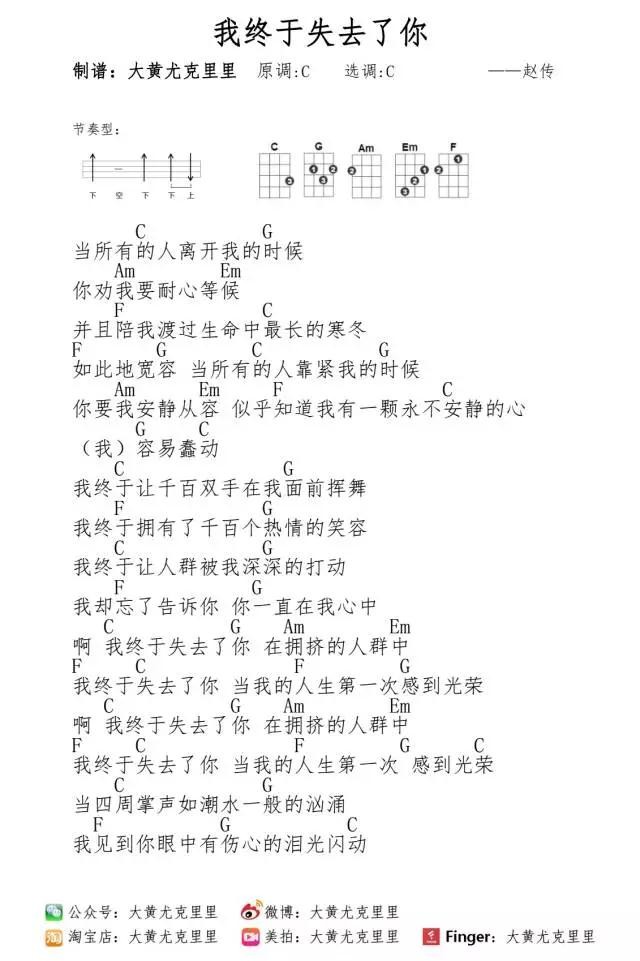 我终于失去了你
制谱：大黄尤克里里 原调:C 选调:C ——赵传
节奏型：
C G Am Em F
下 空 下 下 上
C G
当所有的人离开我的时候
Am Em
你劝我要耐心等候
F C
并且陪我渡过生命中最长的寒冬
F G C G
如此地宽容 当所有的人靠紧我的时候
Am Em F C
你要我安静从容 似乎知道我有一颗永不安静的心
G C
（我）容易蠢动
C G
我终于让千百双手在我面前挥舞
F G
我终于拥有了千百个热情的笑容
C G
我终于让人群被我深深的打动
F G
我却忘了告诉你 你一直在我心中
C G Am Em
啊 我终于失去了你 在拥挤的人群中
F C F G
我终于失去了你 当我的人生第一次感到光荣
C G Am Em
啊 我终于失去了你 在拥挤的人群中
F C F G C
我终于失去了你 当我的人生第一次 感到光荣
C G
当四周掌声如潮水一般的汹涌
F G C
我见到你眼中有伤心的泪光闪动
公众号：大黄尤克里里 微博：大黄尤克里里
淘宝店：大黄尤克里里 美拍：大黄尤克里里 Finger：大黄尤克里里